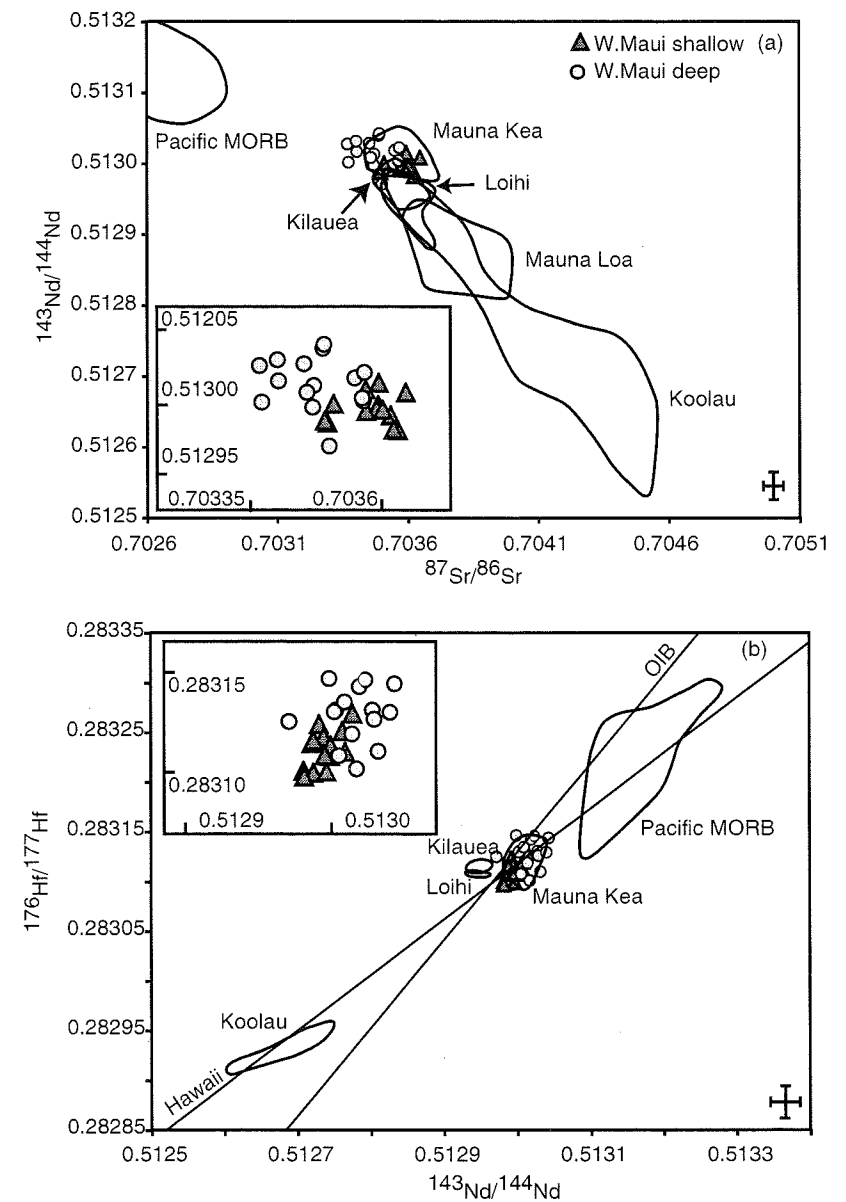 0.5132
W.Maui shallow (a)
W.Maui deep
0.5131
Pacific MORB
Mauna Kea
0.5130
Loihi
Kilauea
0.5129
Mauna Loa
143Nd/144Nd
0.5128
0.51205
0.5127
0.51300
Koolau
0.5126
0.51295
0.70335 0.7036
0.5125
0.7026 0.7031 0.7036 0.7041 0.7046 0.7051
87Sr/86Sr
0.28335
OIB
(b)
0.28315
0.28325
0.28310
0.5129 0.5130
0.28315
Pacific MORB
Kilauea
176Hf/177Hf
Loihi
Mauna Kea
0.28305
Koolau
0.28295
Hawaii
0.28285
0.5125 0.5127 0.5129 0.5131 0.5133
143Nd/144Nd